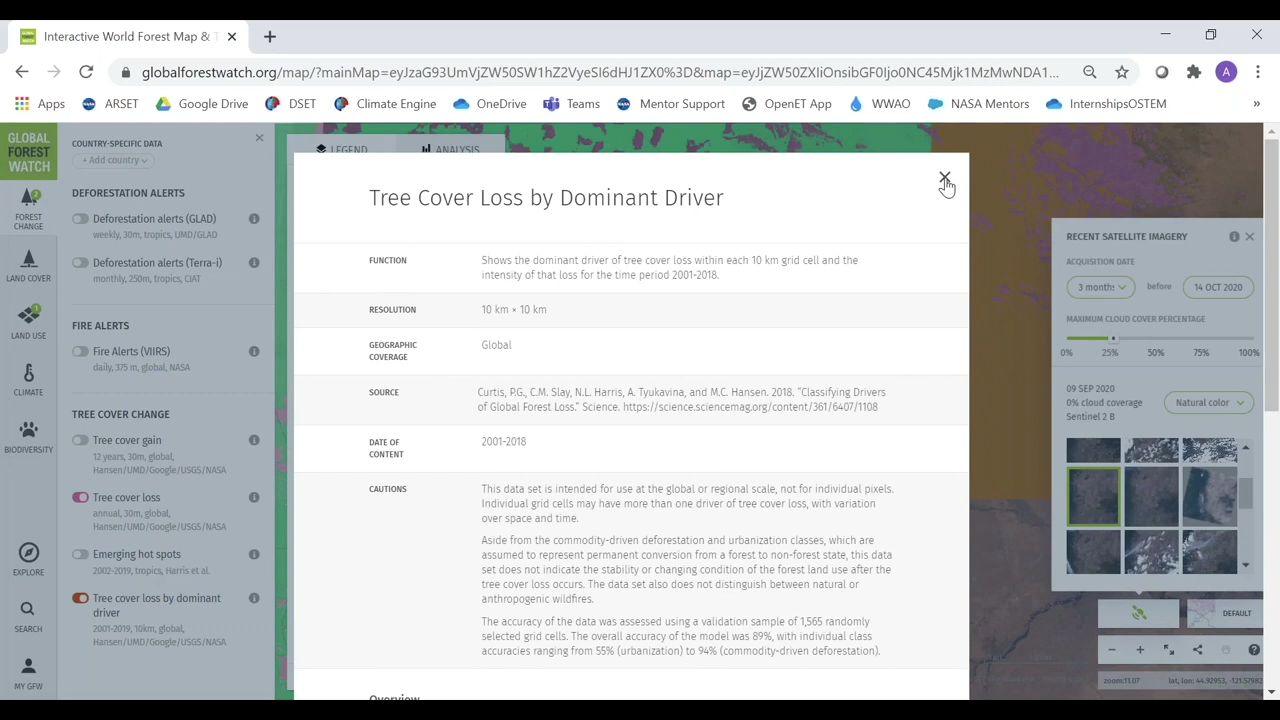 Interactive World Forest Map & T
globalforestwatch.org/map/?mainMap=eyJzaG93UmVjZW50SW1hZ2VyeSI6dHJ1ZX0%3D&map=eyJjZW50ZXIiOnsibGF0Ijo0NC45Mjk1MzMwNDA1...
A
Apps
ARSET
Google Drive
DSET
Climate Engine
OneDrive
Teams
Mentor Support
OpenET App
WWAO
NASA Mentors
InternshipsOSTEM
»
GLOBAL
FOREST
WATCH
2
FOREST
CHANGE
LAND COVER
1
LAND USE
CLIMATE
BIODIVERSITY
EXPLORE
SEARCH
MY GFW
COUNTRY-SPECIFIC
DATA
+ Add country
DEFORESTATION ALERTS
Deforestation alerts (GLAD)
weekly, 30m, tropics, UMD/GLAD
Deforestation alerts (Terra-i)
monthly, 250m, tropics, CIAT
FIRE ALERTS
Fire Alerts (VIIRS)
daily, 375 m, global, NASA
TREE COVER CHANGE
Tree cover gain
12 years, 30m, global,
Hansen/UMD/Google/USGS/NASA
Tree cover loss
annual, 30m, global,
Hansen/UMD/Google/USGS/NASA
Emerging hot spots
2002-2019, tropics, Harris et al.
Tree cover loss by dominant
driver
2001-2019, 10km, global,
Hansen/UMD/Google/USGS/NASA
LEGEND
ANALYSIS
Tree Cover Loss by Dominant Driver
FUNCTION
Shows the dominant driver of tree cover loss within each 10 km grid cell and the
intensity of that loss for the time period 2001-2018.
RESOLUTION
10 km × 10 km
GEOGRAPHIC
COVERAGE
Global
SOURCE
Curtis, P.G., C.M. Slay, N.L. Harris, A. Tyukavina, and M.C. Hansen. 2018. "Classifying Drivers
of Global Forest Loss." Science. https://science.sciencemag.org/content/361/6407/1108
DATE OF
CONTENT
2001-2018
CAUTIONS
This data set is intended for use at the global or regional scale, not for individual pixels.
Individual grid cells may have more than one driver of tree cover loss, with variation
over space and time.
Aside from the commodity-driven deforestation and urbanization classes, which are
assumed to represent permanent conversion from a forest to non-forest state, this data
set does not indicate the stability or changing condition of the forest land use after the
tree cover loss occurs. The data set also does not distinguish between natural or
anthropogenic wildfires.
The accuracy of the data was assessed using a validation sample of 1,565 randomly
selected grid cells. The overall accuracy of the model was 89%, with individual class
accuracies ranging from 55% (urbanization) to 94% (commodity-driven deforestation).
Overview
RECENT SATELLITE IMAGERY
ACQUISITION DATE
3 months
before
14 OCT 2020
MAXIMUM CLOUD COVER PERCENTAGE
0% 25% 50% 75% 100%
09 SEP 2020
0% cloud coverage
Sentinel 2 B
Natural color
DEFAULT
zoom:11.07
lat, lon: 44.92953, -121.57982